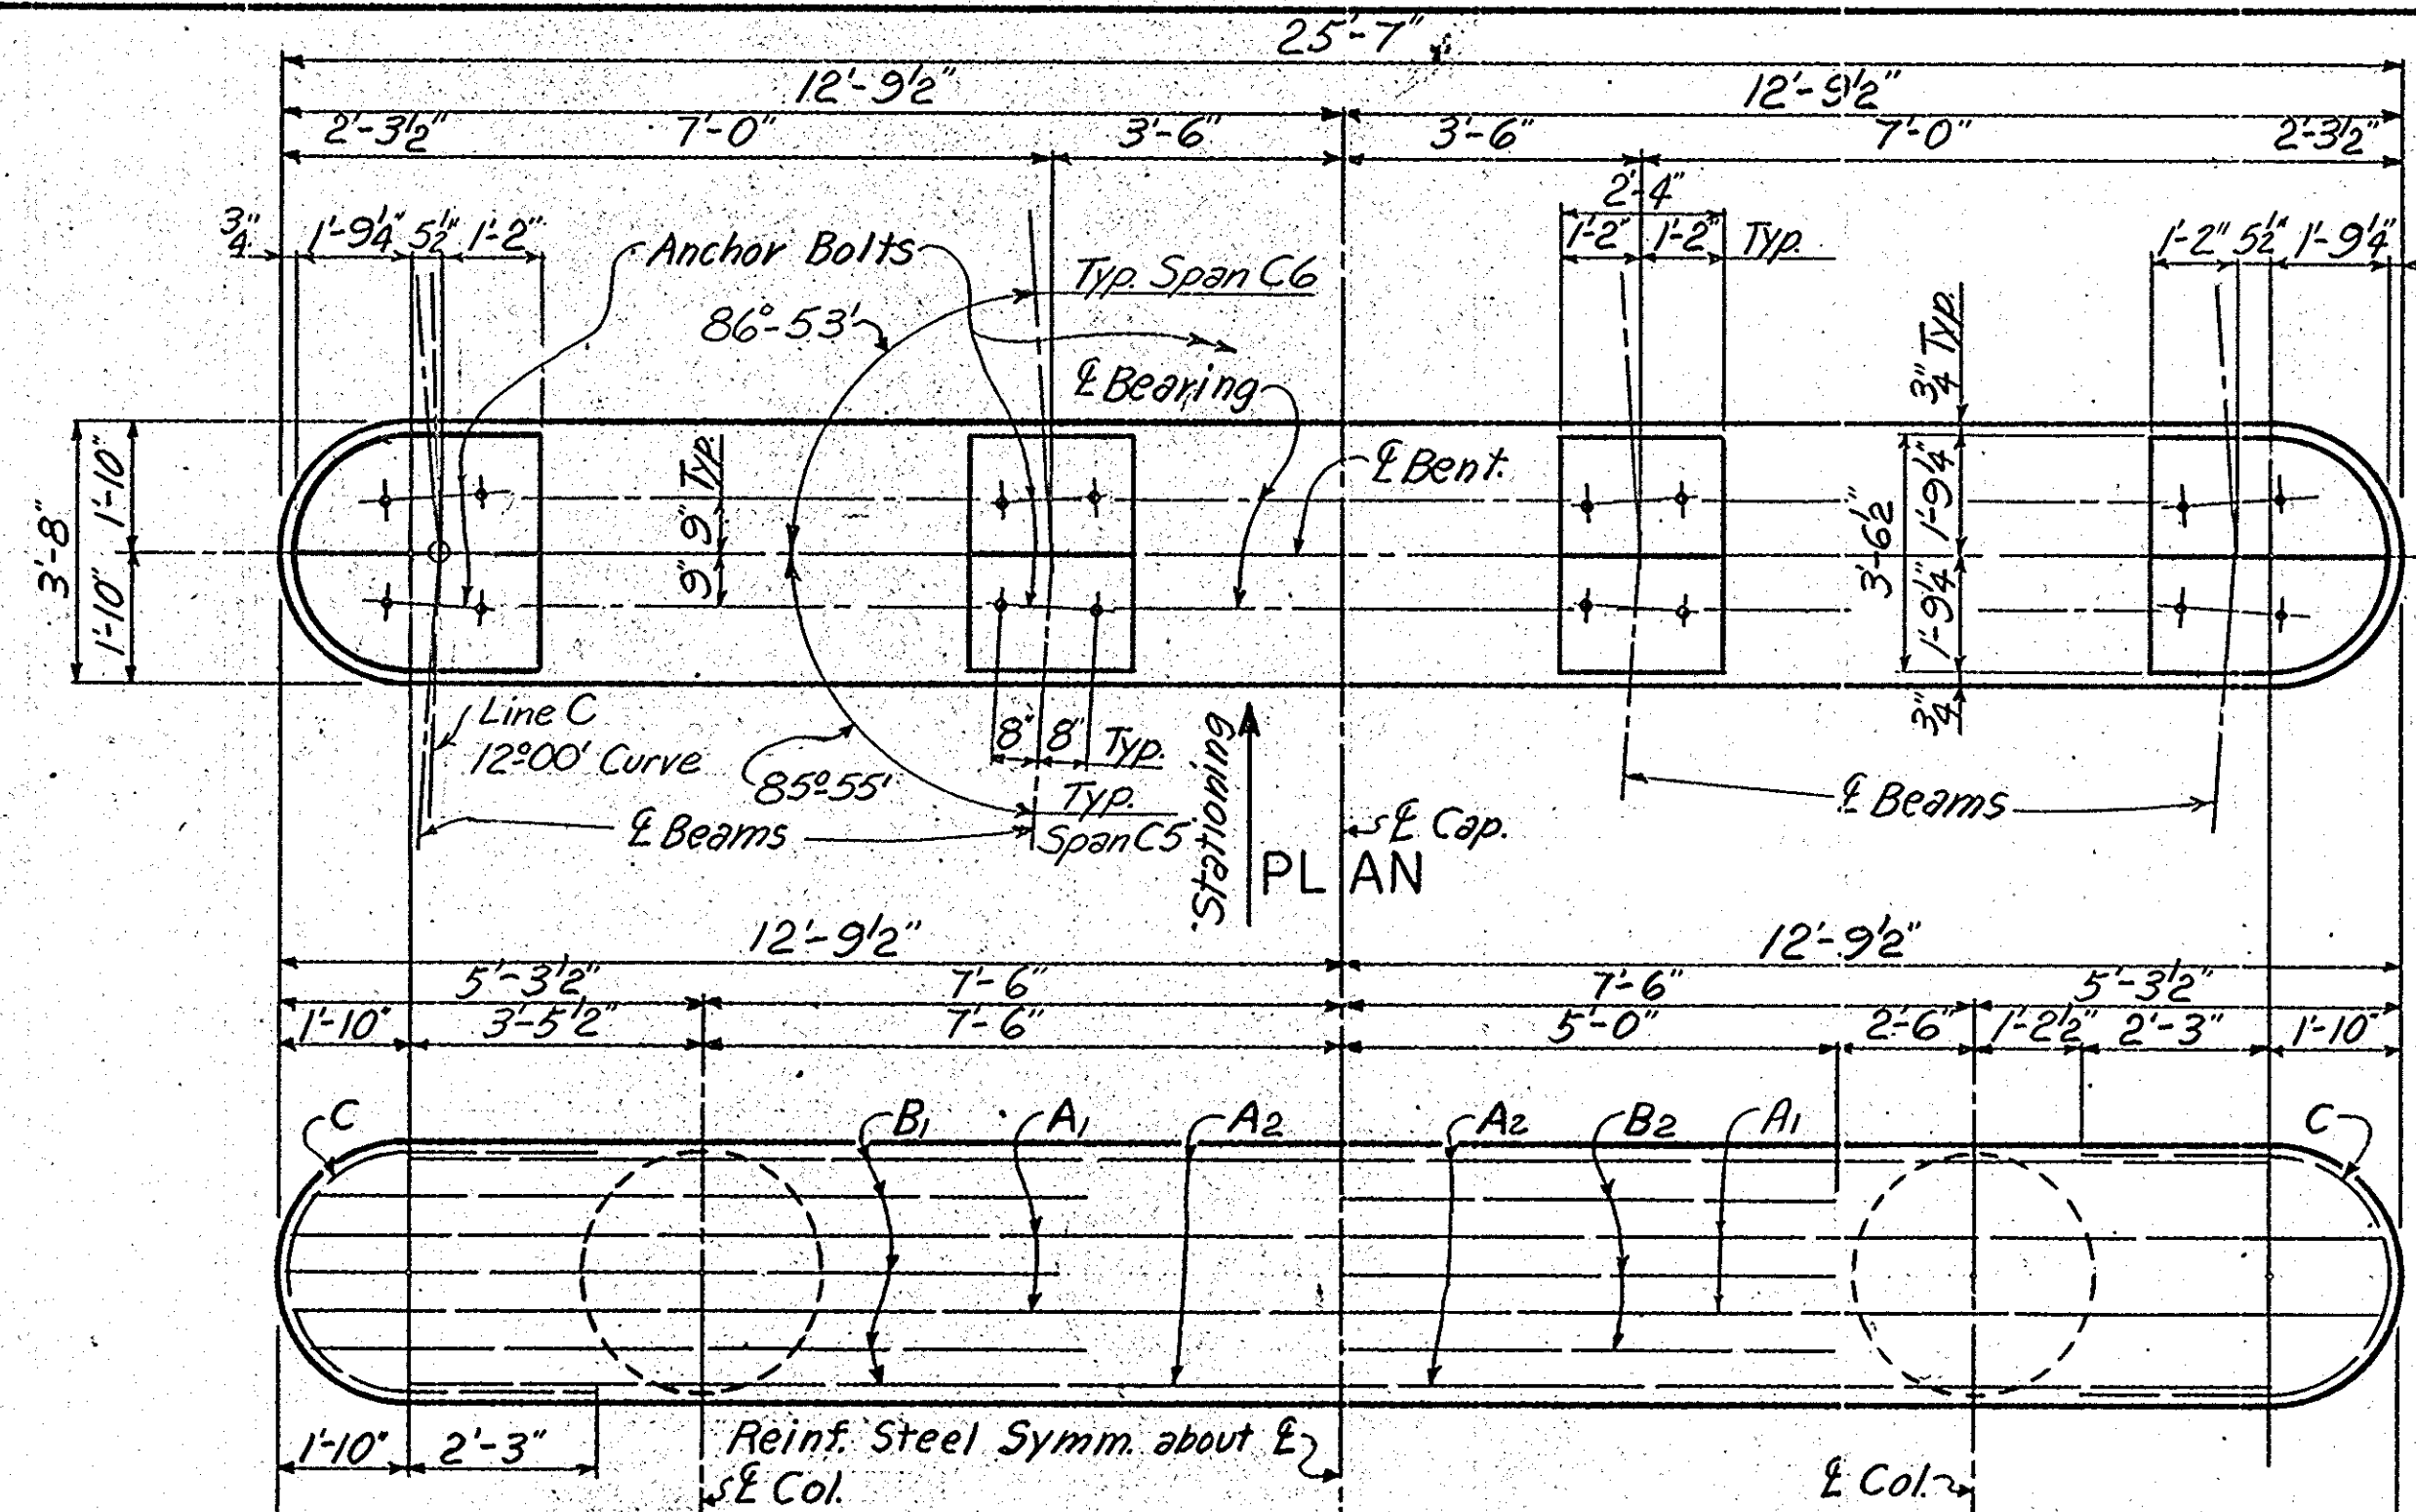 25'-7"
12'-9½" 12'-9½"
2'-3½" 7'-0" 3'-6" 3'-6" 7'-0" 2'-3½"
2'-4"
¾" 1'-9¼" 5½" 1'-2" 1'-2" 1'-2" Typ. 1'-2" 5½" 1'-9¼"
Anchor Bolts
Typ. Span C6
86°-53'
℄ Bearing
¾" Typ.
℄ Bent.
3'-8" 1'-10" 1'-10"
9" 9" Typ.
3'-6½" 1'-9¼" 1'-9¼"
¾"
Line C
12°00' Curve
8" 8" Typ.
85°-55'
Typ.
Span C5
℄ Beams
Stationing
℄ Cap.
℄ Beams
PLAN
12'-9½" 12'-9½"
5'-3½" 7'-6" 7'-6" 5'-3½"
1'-10" 3'-5½" 7'-6" 5'-0" 2'-6" 1'-2½" 2'-3" 1'-10"
C B1 A1 A2 A2 B2 A1 C
1'-10" 2'-3"
Reinf. Steel Symm. about ℄
℄ Col. ℄ Col.